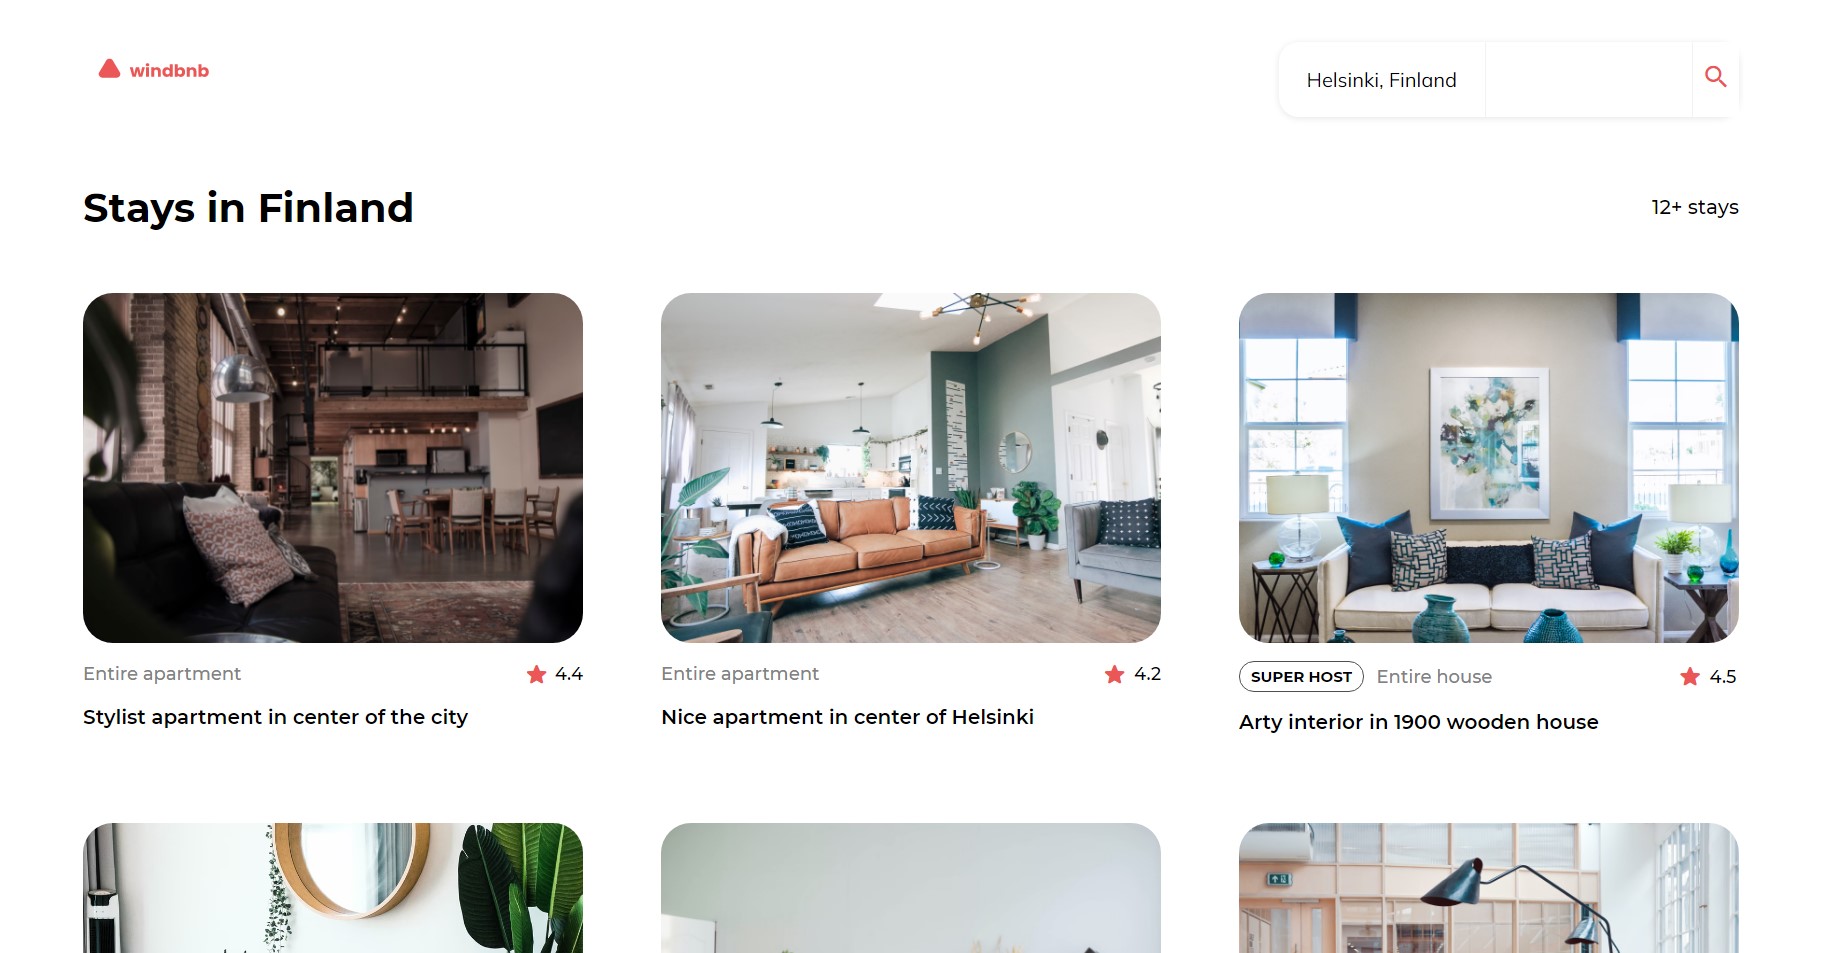 windbnb
Helsinki, Finland
Stays in Finland
12+ stays
Entire apartment
4.4
Stylist apartment in center of the city
Entire apartment
4.2
Nice apartment in center of Helsinki
SUPER HOST
Entire house
4.5
Arty interior in 1900 wooden house